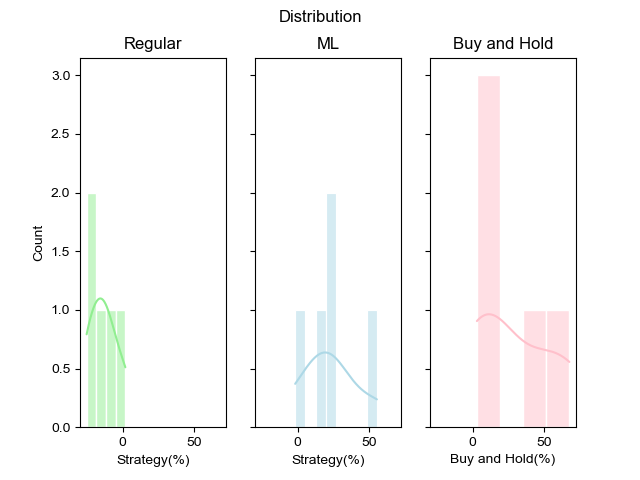 Distribution
Regular
ML
Buy and Hold
3.0
2.5
2.0
1.5
1.0
0.5
0.0
Count
0 50
0 50
0 50
Strategy(%)
Strategy(%)
Buy and Hold(%)